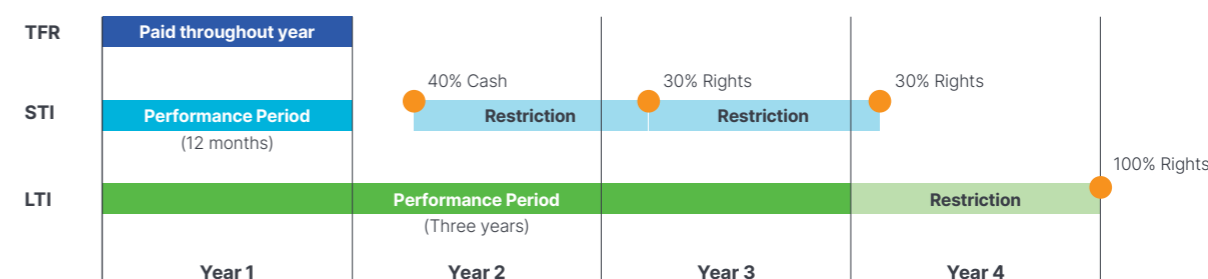 TFR
Paid throughout year
40% Cash
30% Rights
30% Rights
STI
Performance Period
Restriction
Restriction
(12 months)
100% Rights
LTI
Performance Period
Restriction
(Three years)
Year 1
Year 2
Year 3
Year 4